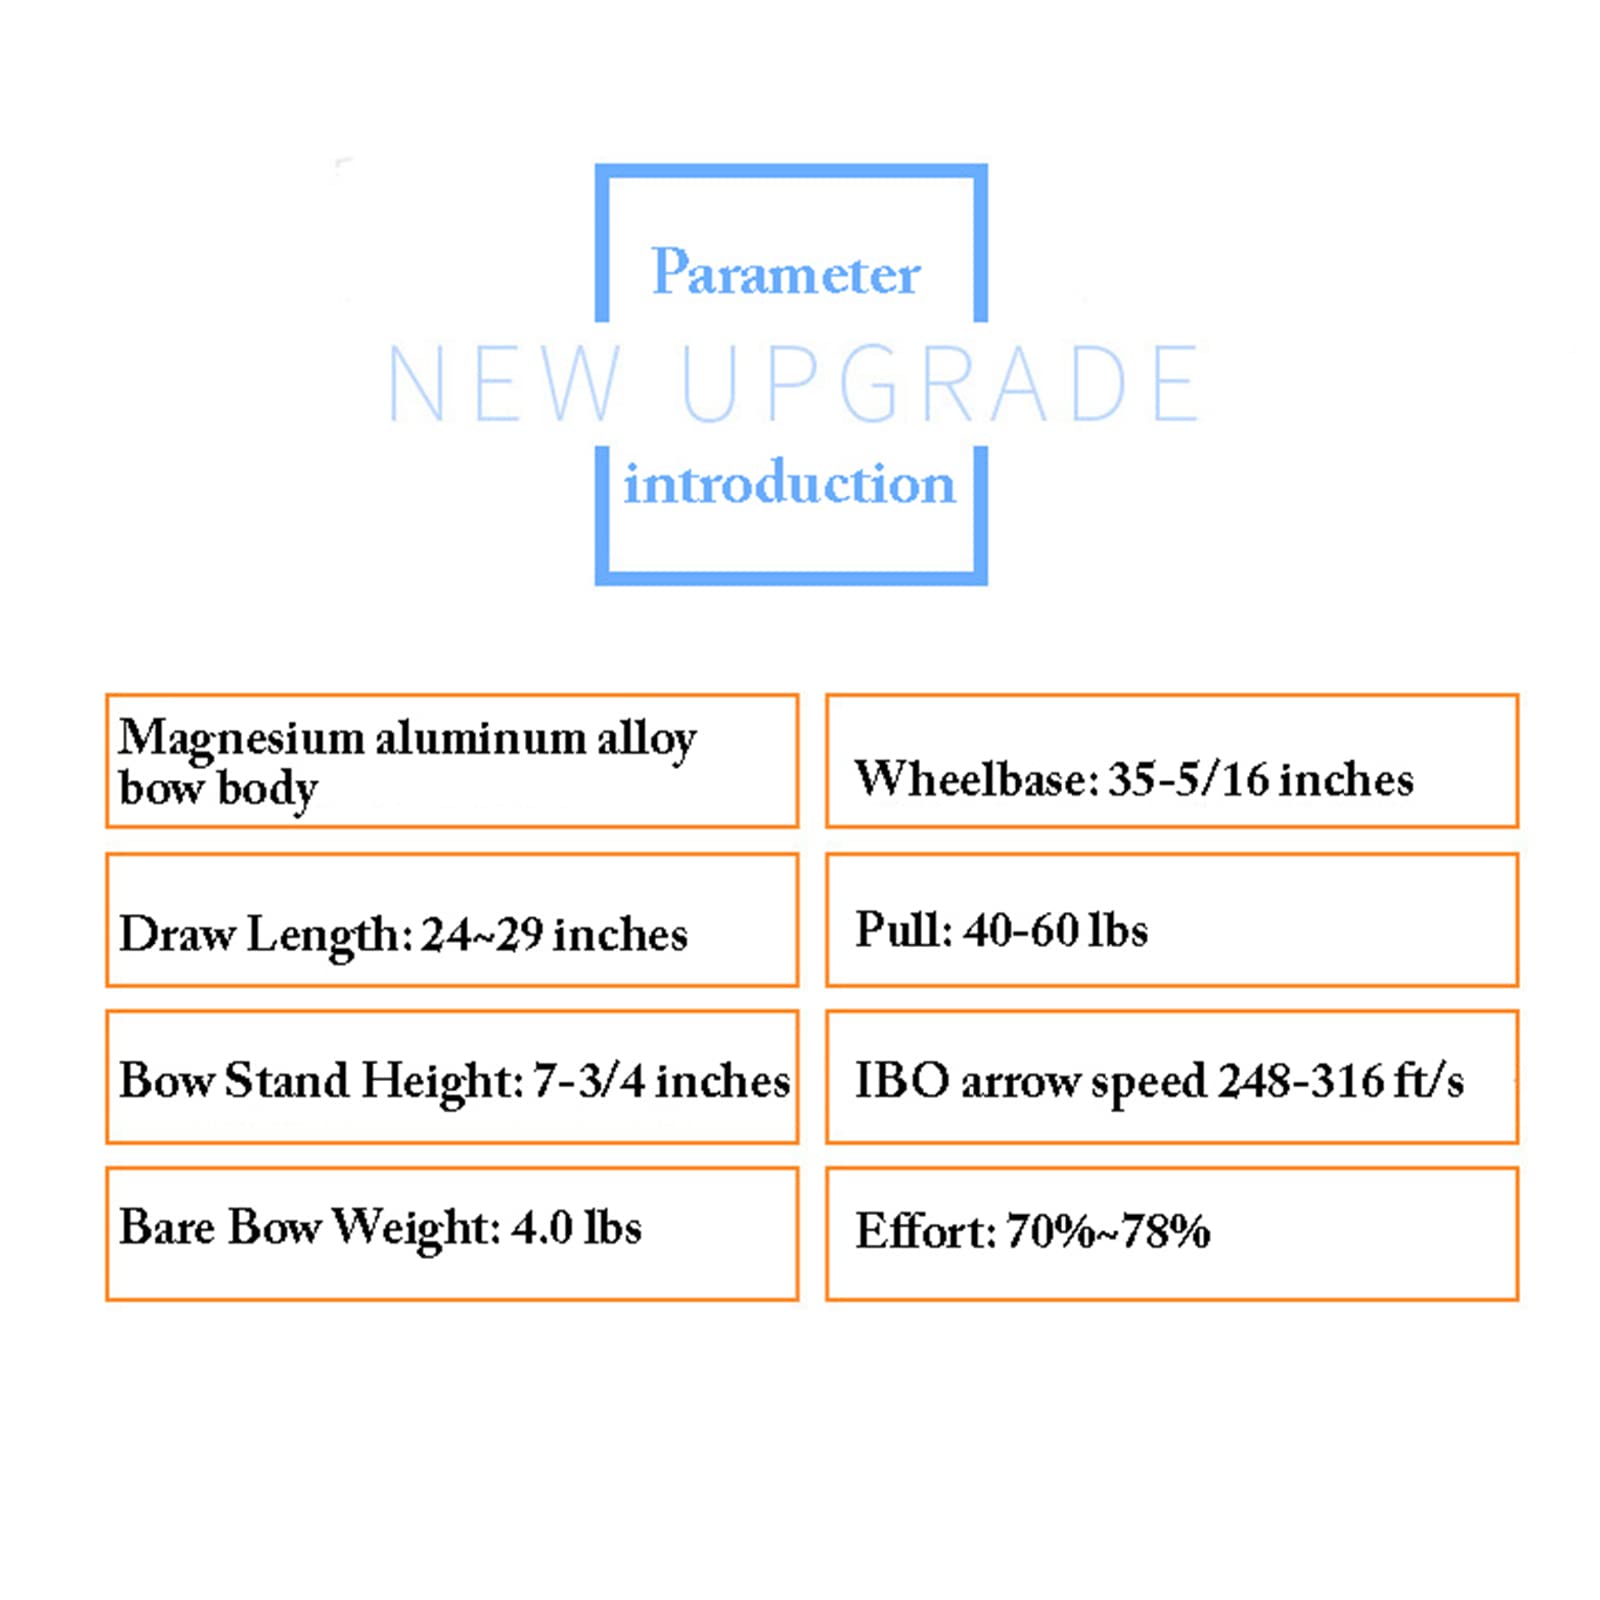 Parameter
NEW UPGRADE
introduction
Magnesium aluminum alloy
bow body
Wheelbase: 35-5/16 inches
Draw Length: 24~29 inches
Pull: 40-60 lbs
Bow Stand Height: 7-3/4 inches
IBO arrow speed 248-316 ft/s
Bare Bow Weight: 4.0 lbs
Effort: 70%~78%